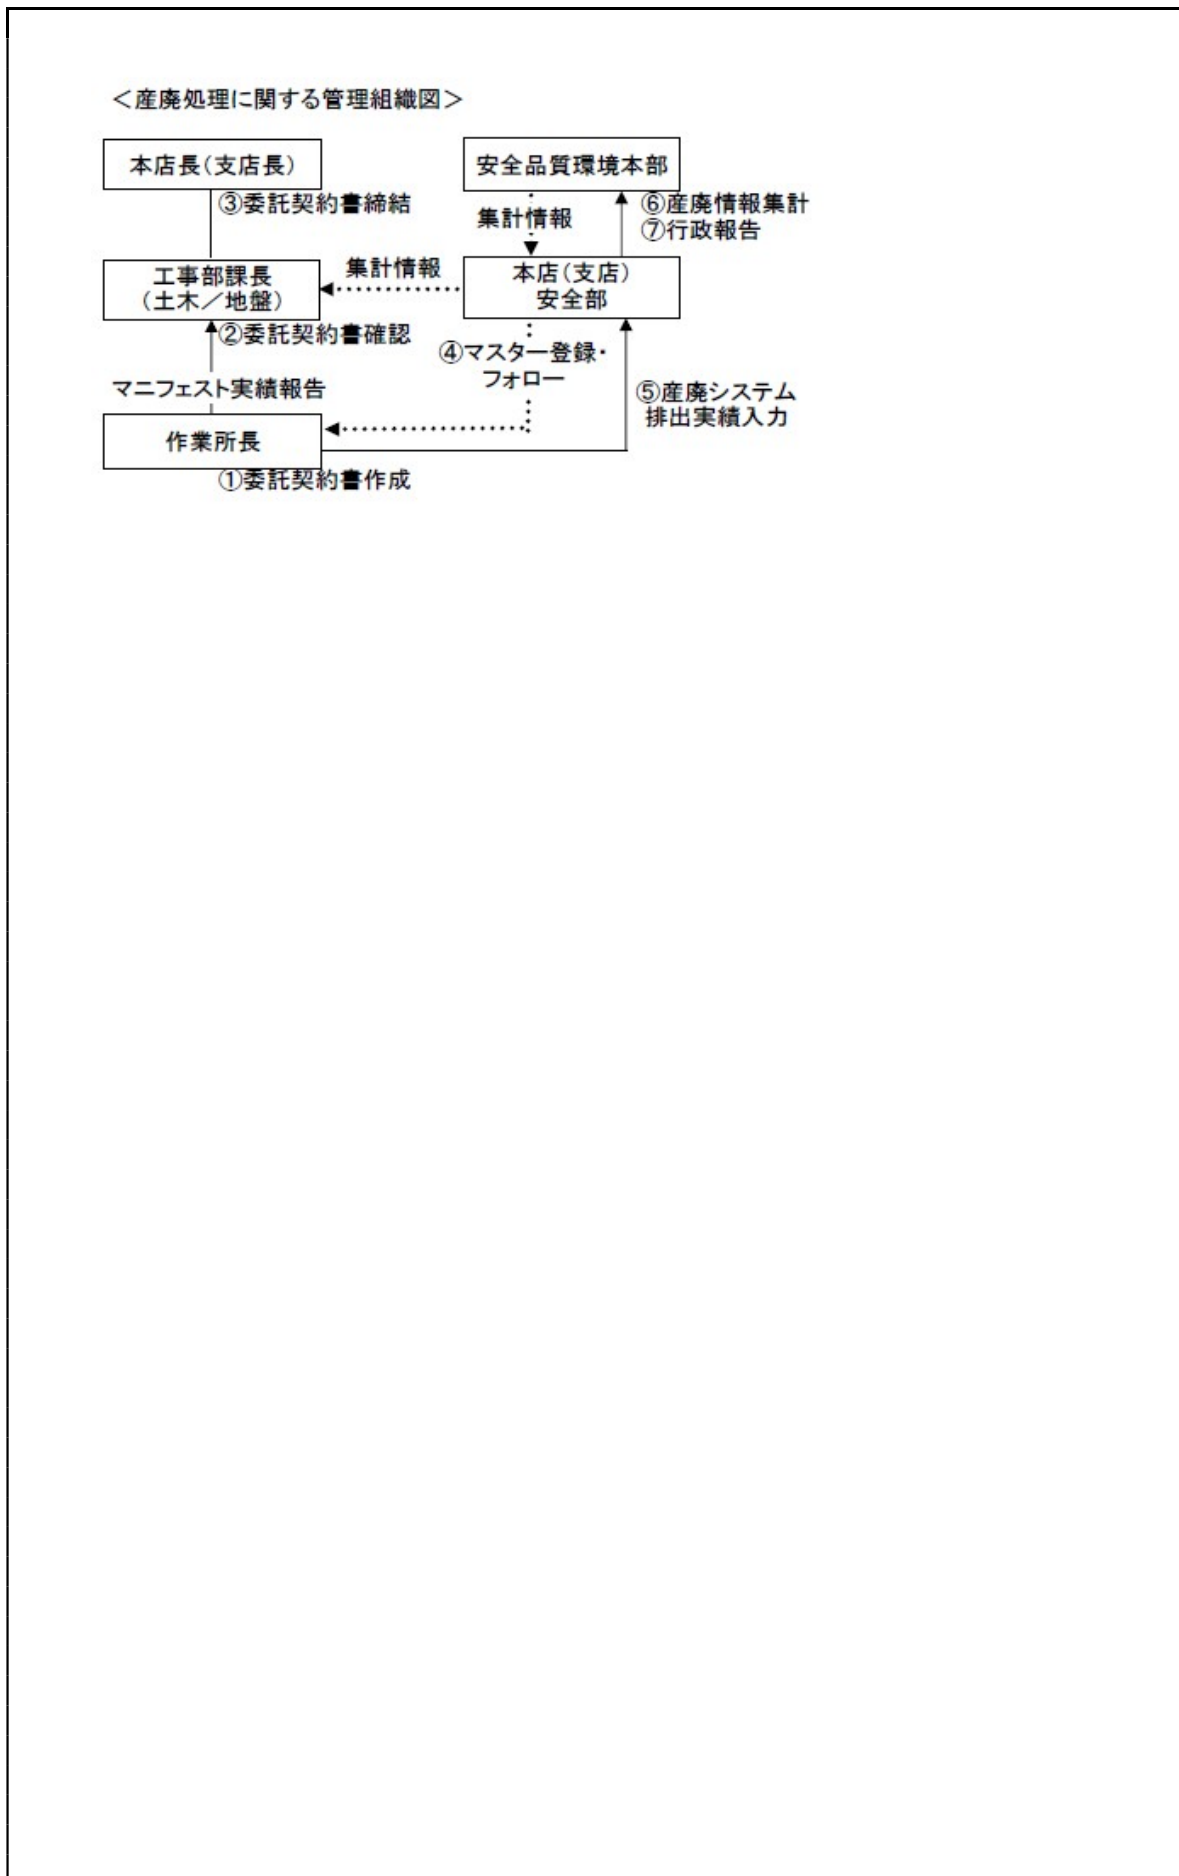 ＜産廃処理に関する管理組織図＞
本店長（支店長）
③委託契約書締結
工事部課長
（土木／地盤）
②委託契約書確認
マニフェスト実績報告
作業所長
①委託契約書作成
集計情報
安全品質環境本部
集計情報
⑥産廃情報集計
⑦行政報告
本店（支店）
安全部
④マスター登録・
フォロー
⑤産廃システム
排出実績入力